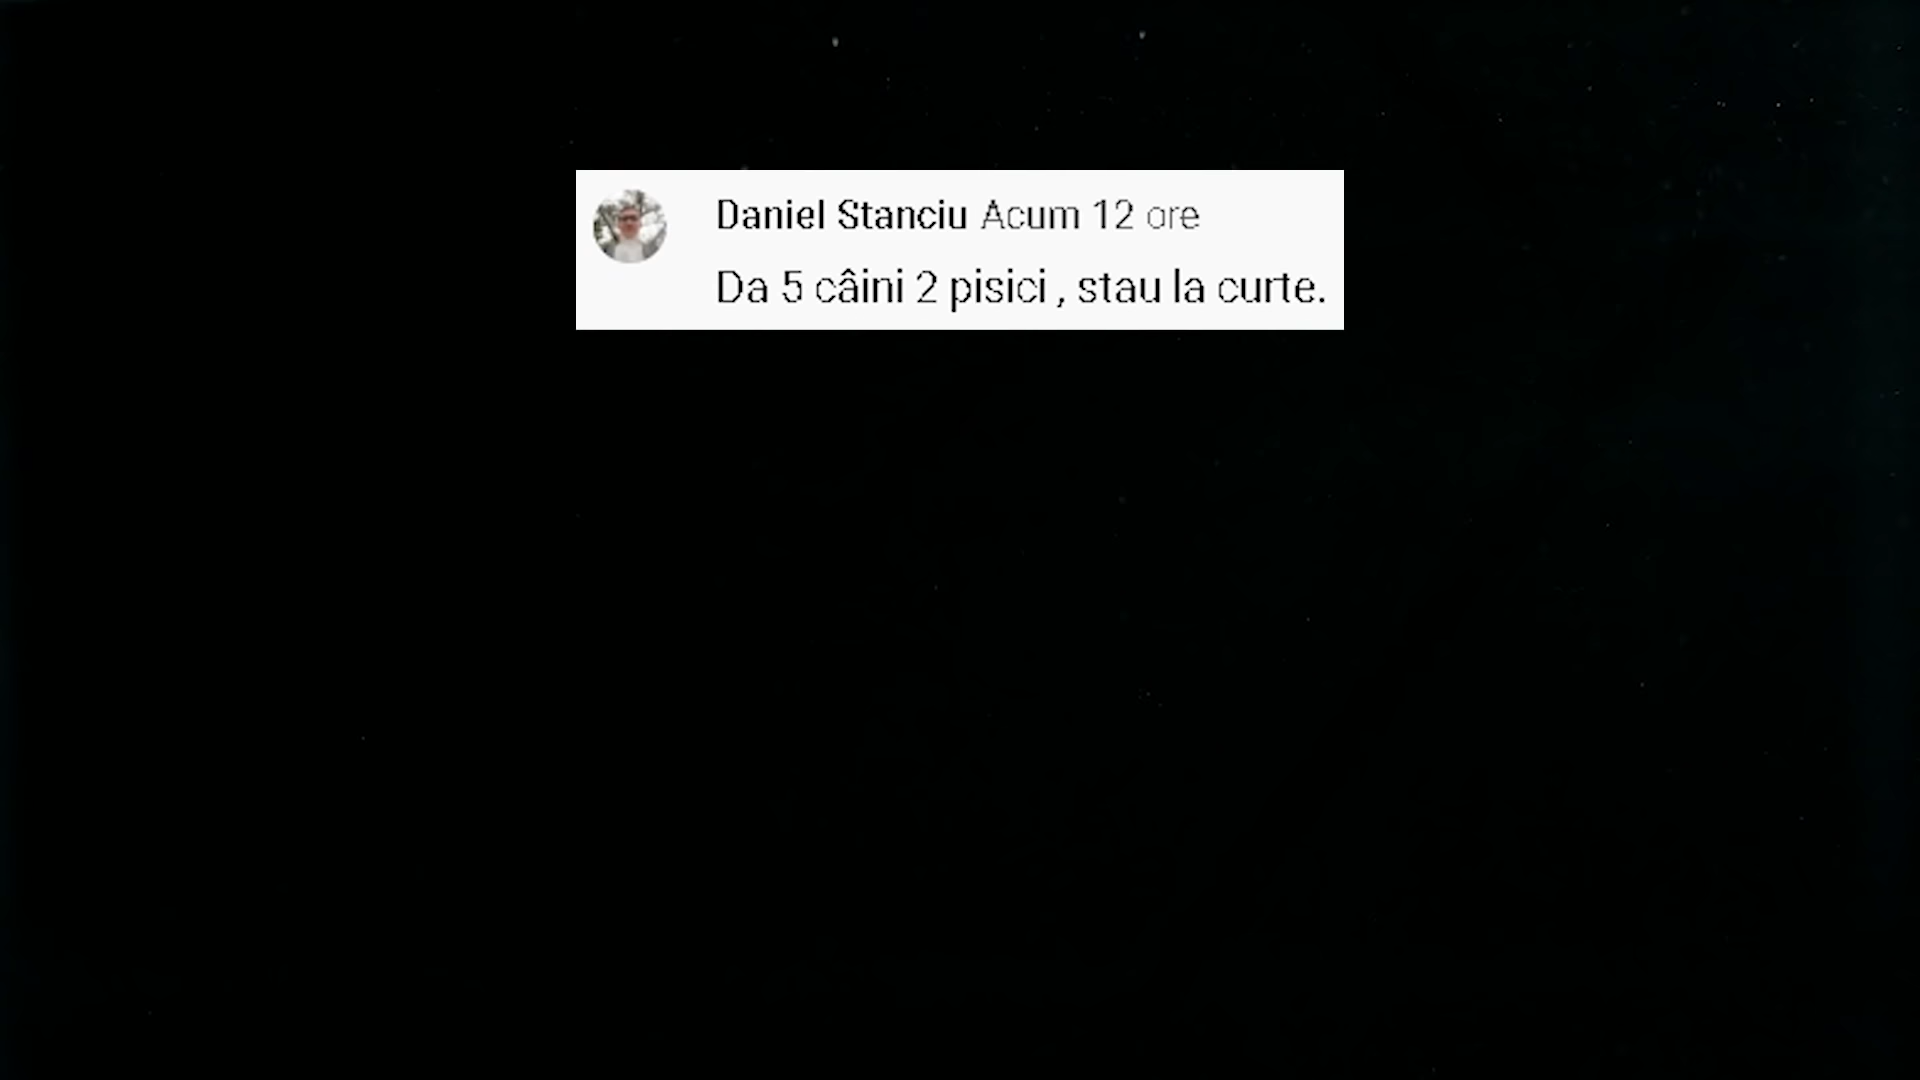 Daniel Stanciu Acum 12 ore
Da 5 câini 2 pisici , stau la curte.